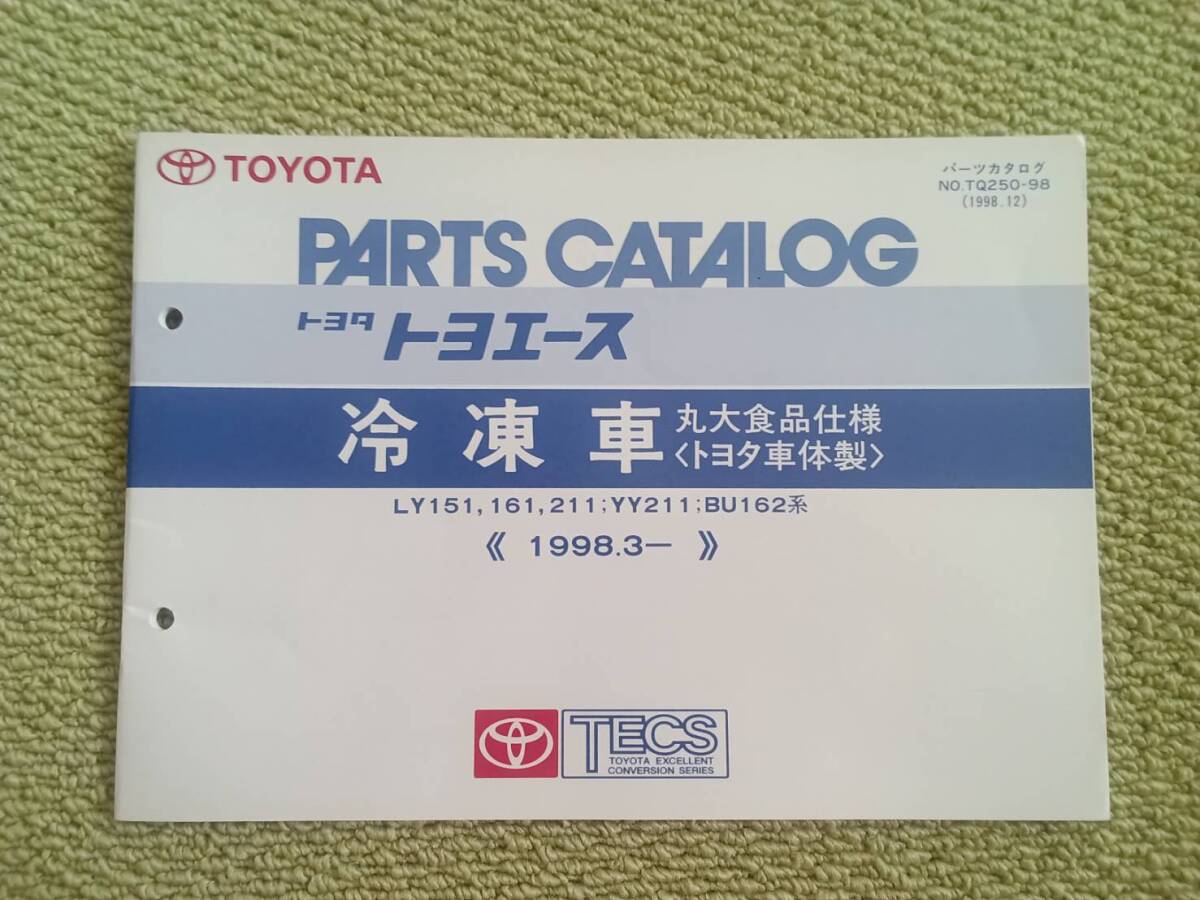 TOYOTA
パーツカタログ
NO.TQ250-98
(1998.12)
PARTS CATALOG
トヨタ トヨエース
冷凍車 丸大食品仕様
〈トヨタ車体製〉
LY151,161,211;YY211;BU162系
《 1998.3ー 》
TECS
TOYOTA EXCELLENT
CONVERSION SERIES